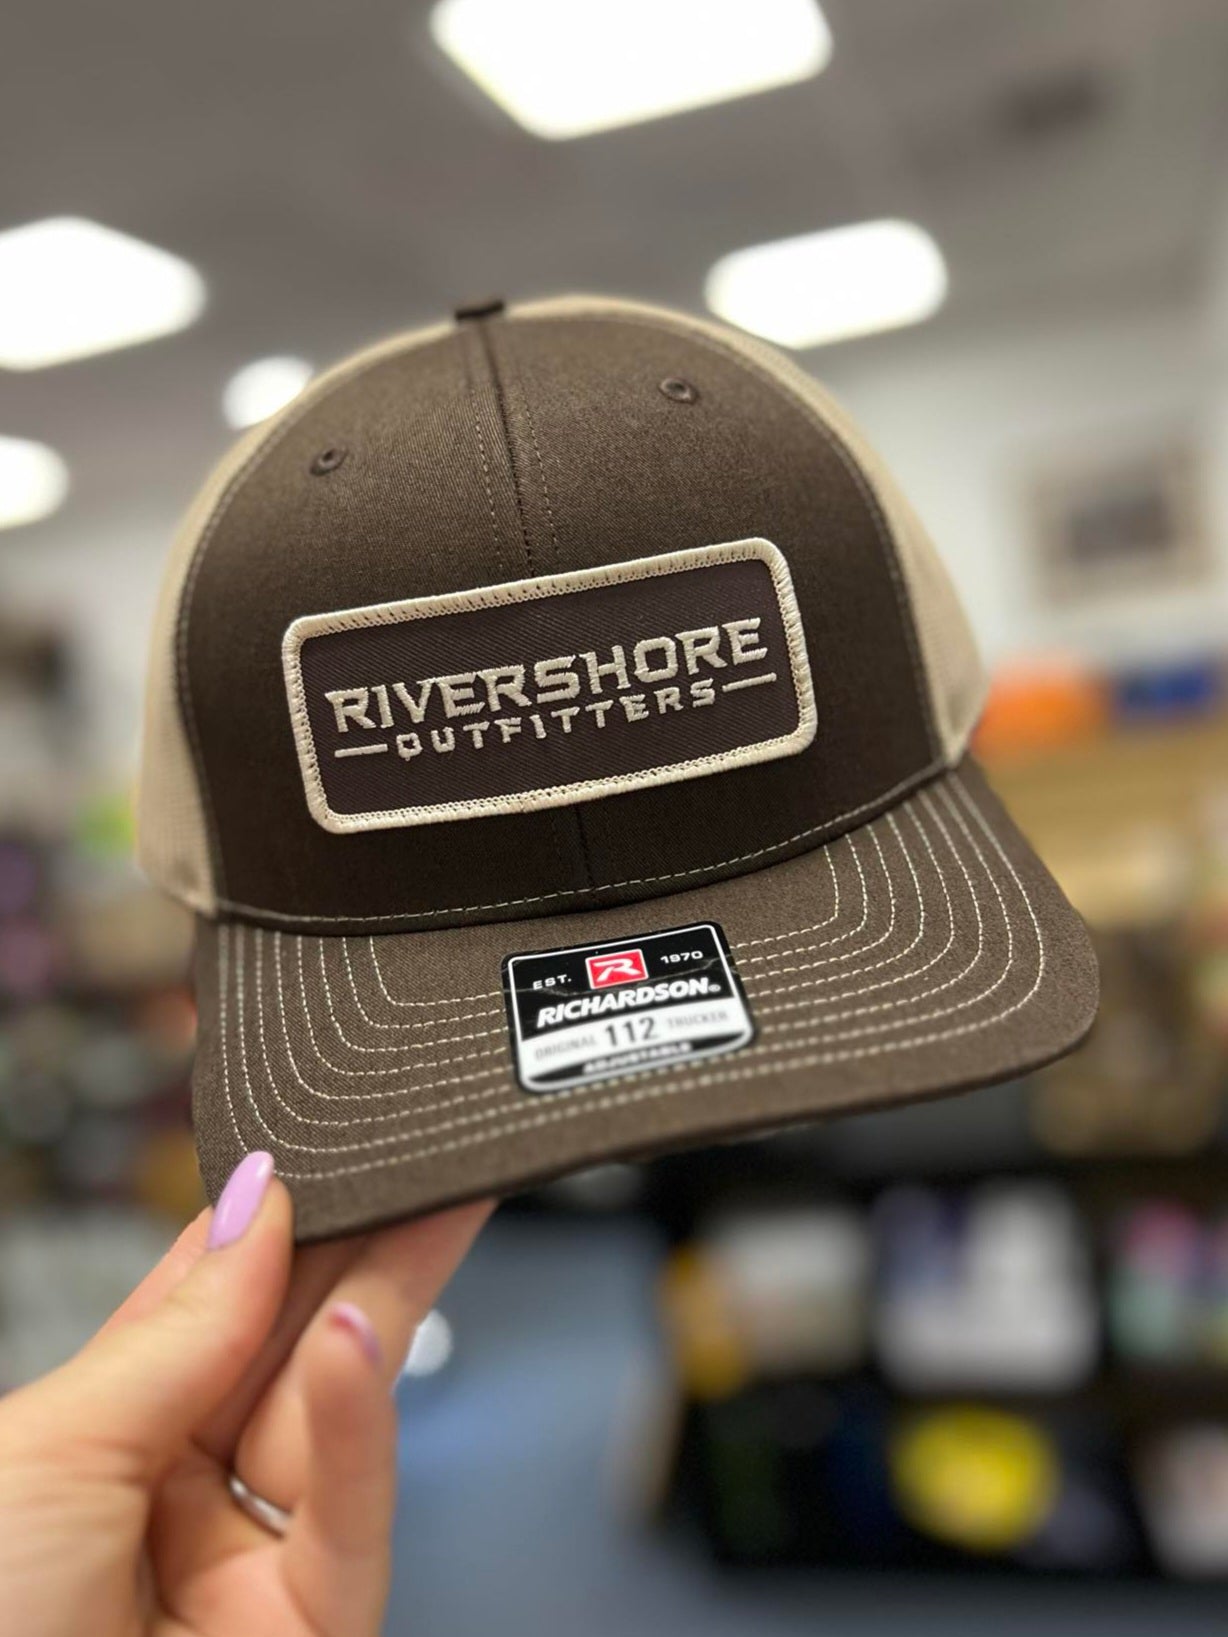 RIVERSHORE
OUTFITTERS
EST. R 1970
RICHARDSON®
ORIGINAL 112 TRUCKER
ADJUSTABLE